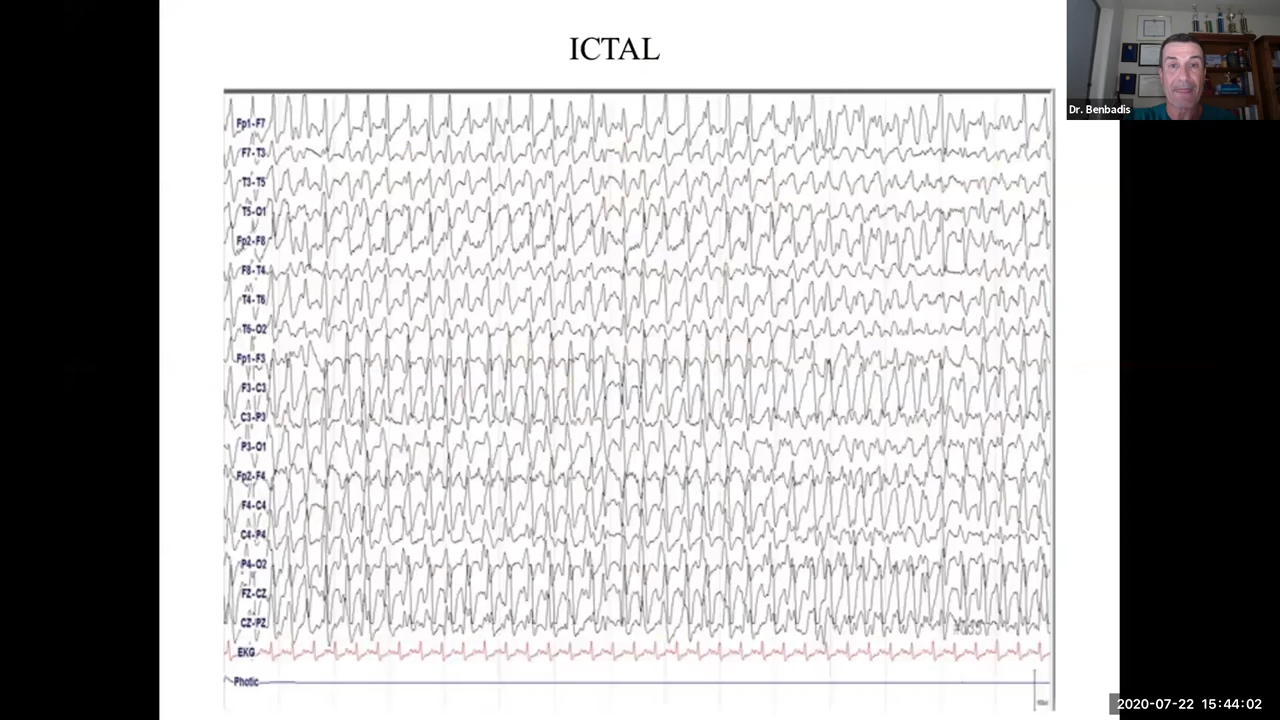 ICTAL
Dr. Benbadis
Fp1-F7
F7-T3
T3-T5
T5-O1
Fp2-F8
F8-T4
T4-T6
T6-O2
Fp1-F3
F3-C3
C3-P3
P3-O1
Fp2-F4
F4-C4
C4-P4
P4-O2
FZ-CZ
CZ-PZ
EKG
Photic
2020-07-22 15:44:02